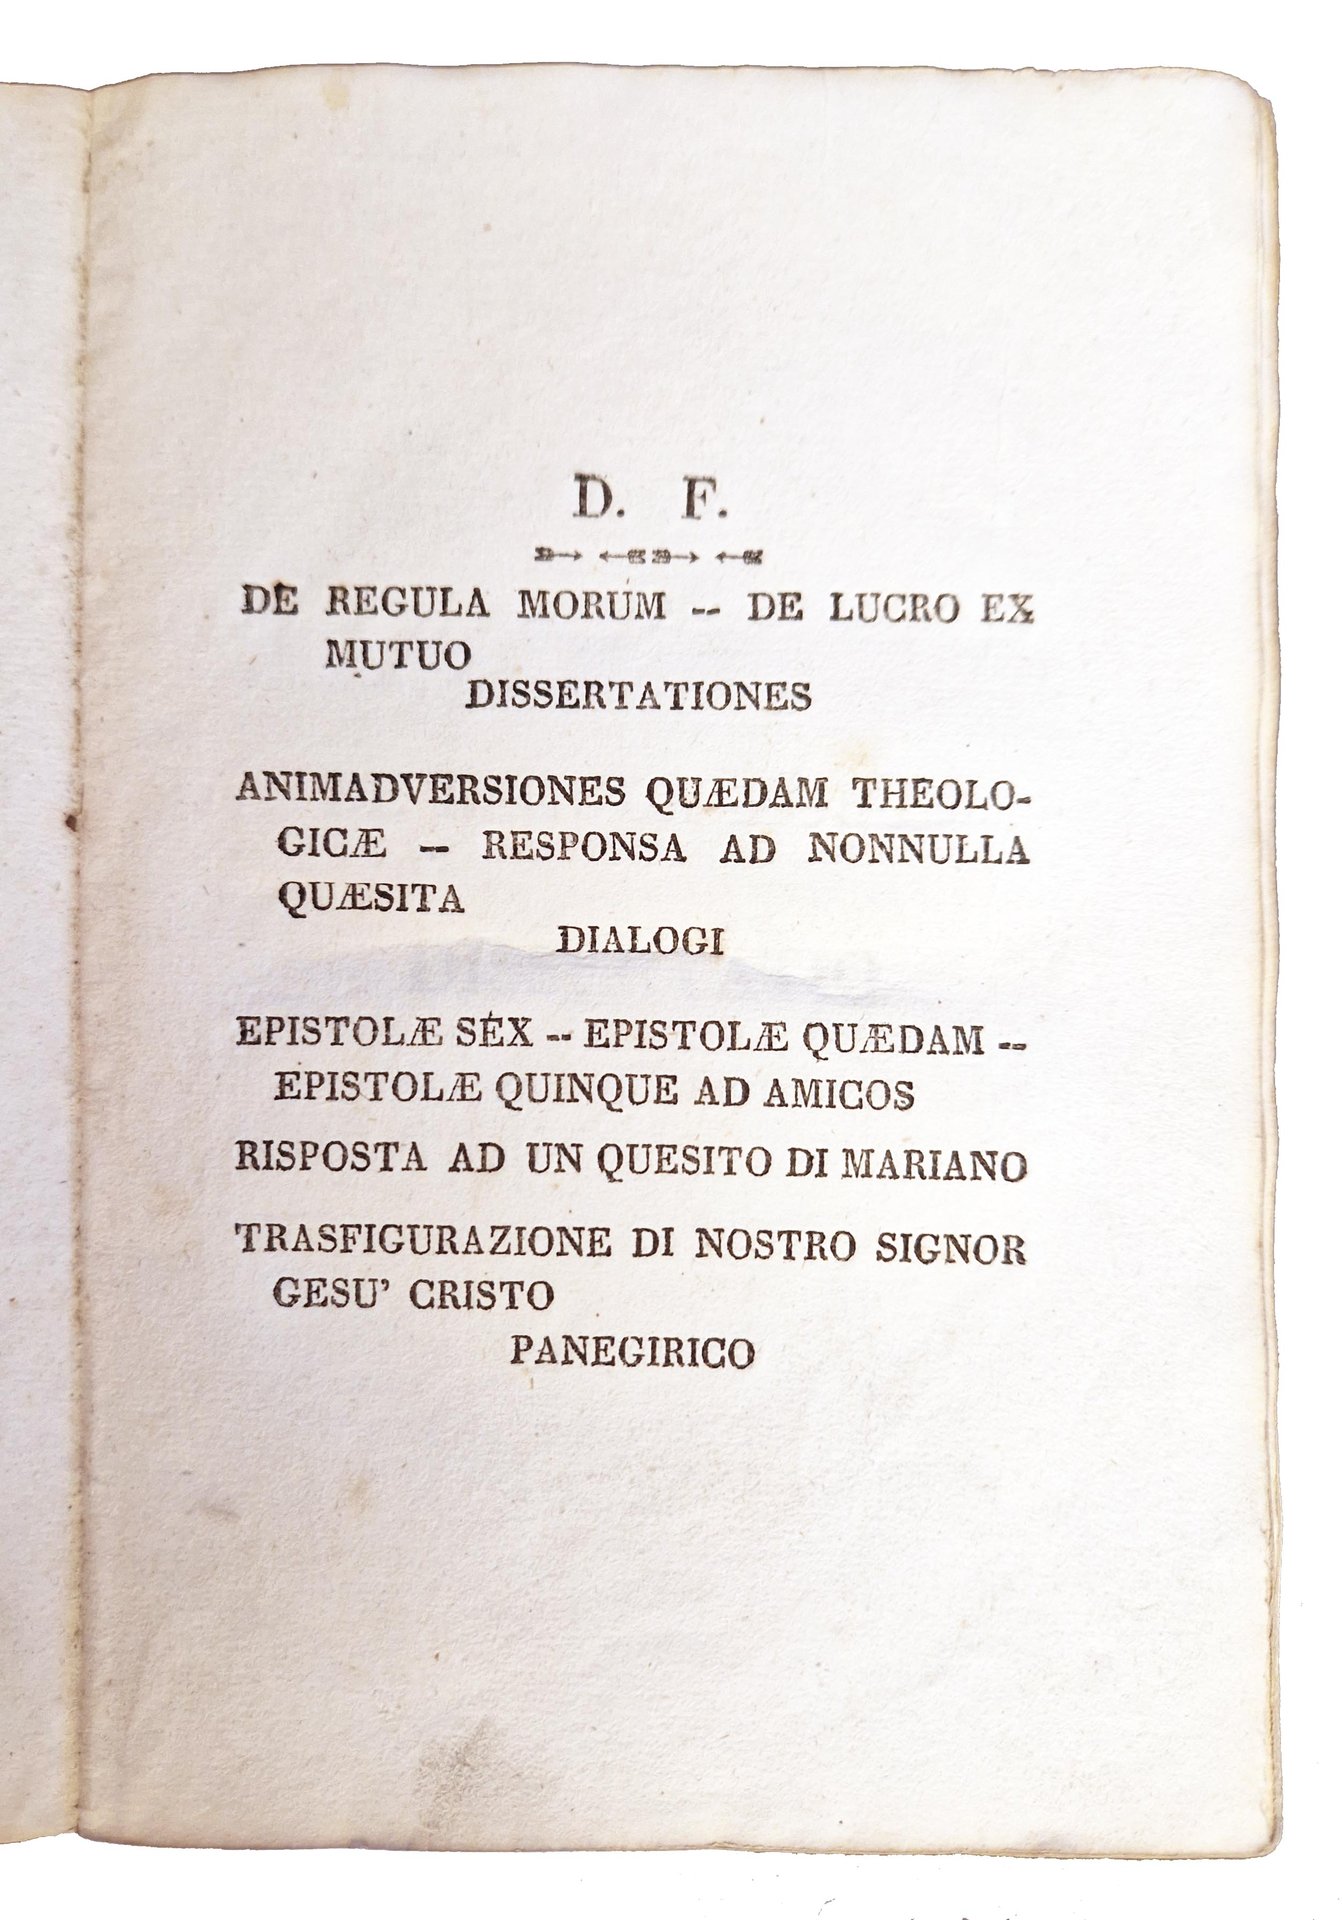 D. F.
DE REGULA MORUM -- DE LUCRO EX
MUTUO
DISSERTATIONES
ANIMADVERSIONES QUÆDAM THEOLO-
GICÆ -- RESPONSA AD NONNULLA
QUÆSITA
DIALOGI
EPISTOLÆ SEX -- EPISTOLÆ QUÆDAM --
EPISTOLÆ QUINQUE AD AMICOS
RISPOSTA AD UN QUESITO DI MARIANO
TRASFIGURAZIONE DI NOSTRO SIGNOR
GESU' CRISTO
PANEGIRICO